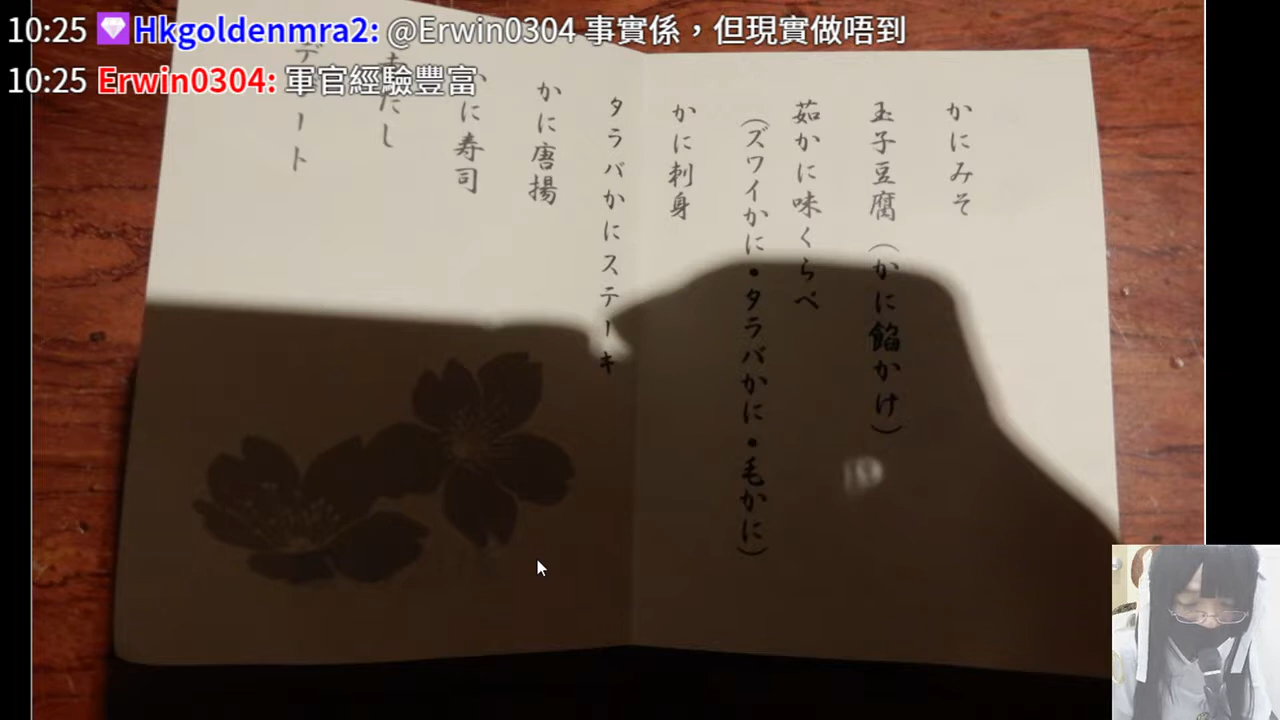 10:25 Hkgoldenmra2: @Erwin0304 事實係，但現實做唔到
10:25 Erwin0304: 軍官經驗豐富
かにみそ
玉子豆腐（かに餡かけ）
茹かに味くらべ
（ズワイかに・タラバかに・毛かに）
かに刺身
タラバかにステーキ
かに唐揚
かに寿司
だし
デザート